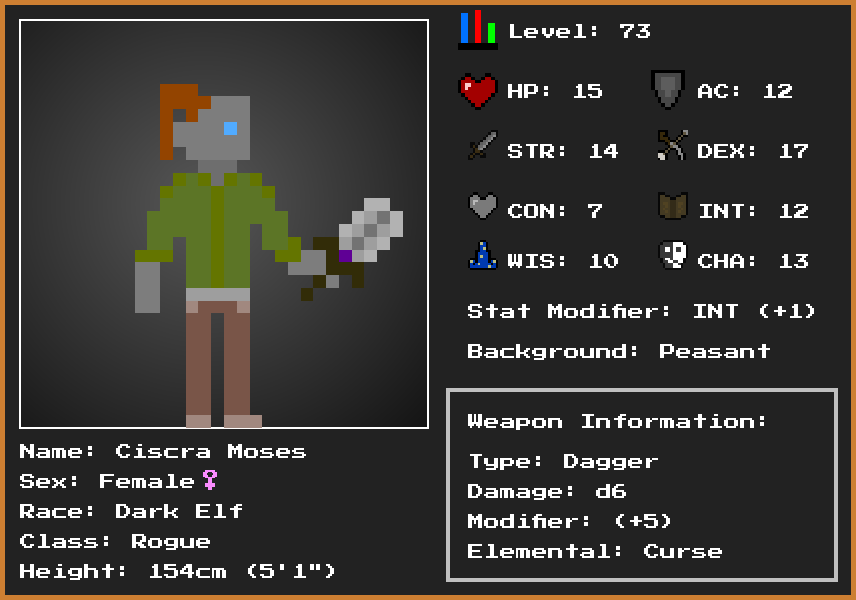 Level: 73
HP: 15 AC: 12
STR: 14 DEX: 17
CON: 7 INT: 12
WIS: 10 CHA: 13
Stat Modifier: INT (+1)
Background: Peasant
Weapon Information:
Type: Dagger
Damage: d6
Modifier: (+5)
Elemental: Curse
Name: Ciscra Moses
Sex: Female♀
Race: Dark Elf
Class: Rogue
Height: 154cm (5'1")